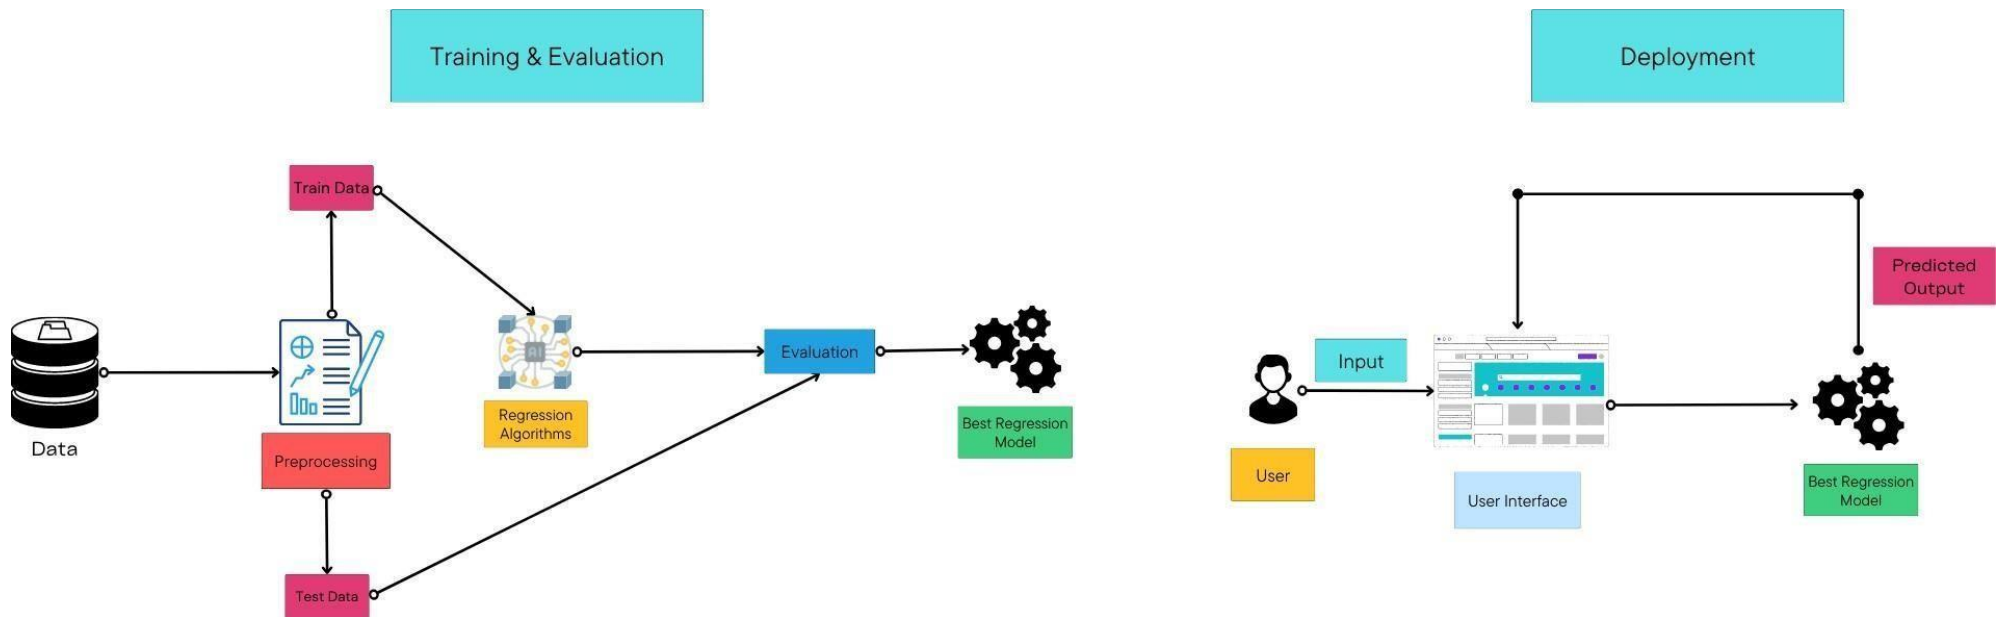 Training & Evaluation
Deployment
Train Data
Data
Preprocessing
Test Data
AI
Regression
Algorithms
Evaluation
Best Regression
Model
Predicted
Output
Input
User
User Interface
Best Regression
Model